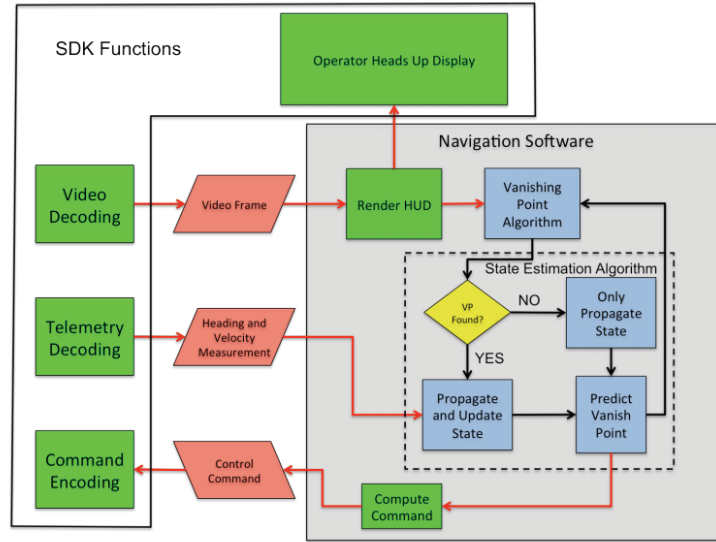 SDK Functions
Operator Heads Up Display
Navigation Software
Video
Decoding
Video Frame
Render HUD
Vanishing
Point
Algorithm
State Estimation Algorithm
VP
Found?
NO
Only
Propagate
State
Telemetry
Decoding
Heading and
Velocity
Measurement
YES
Propagate
and Update
State
Predict
Vanish
Point
Command
Encoding
Control
Command
Compute
Command